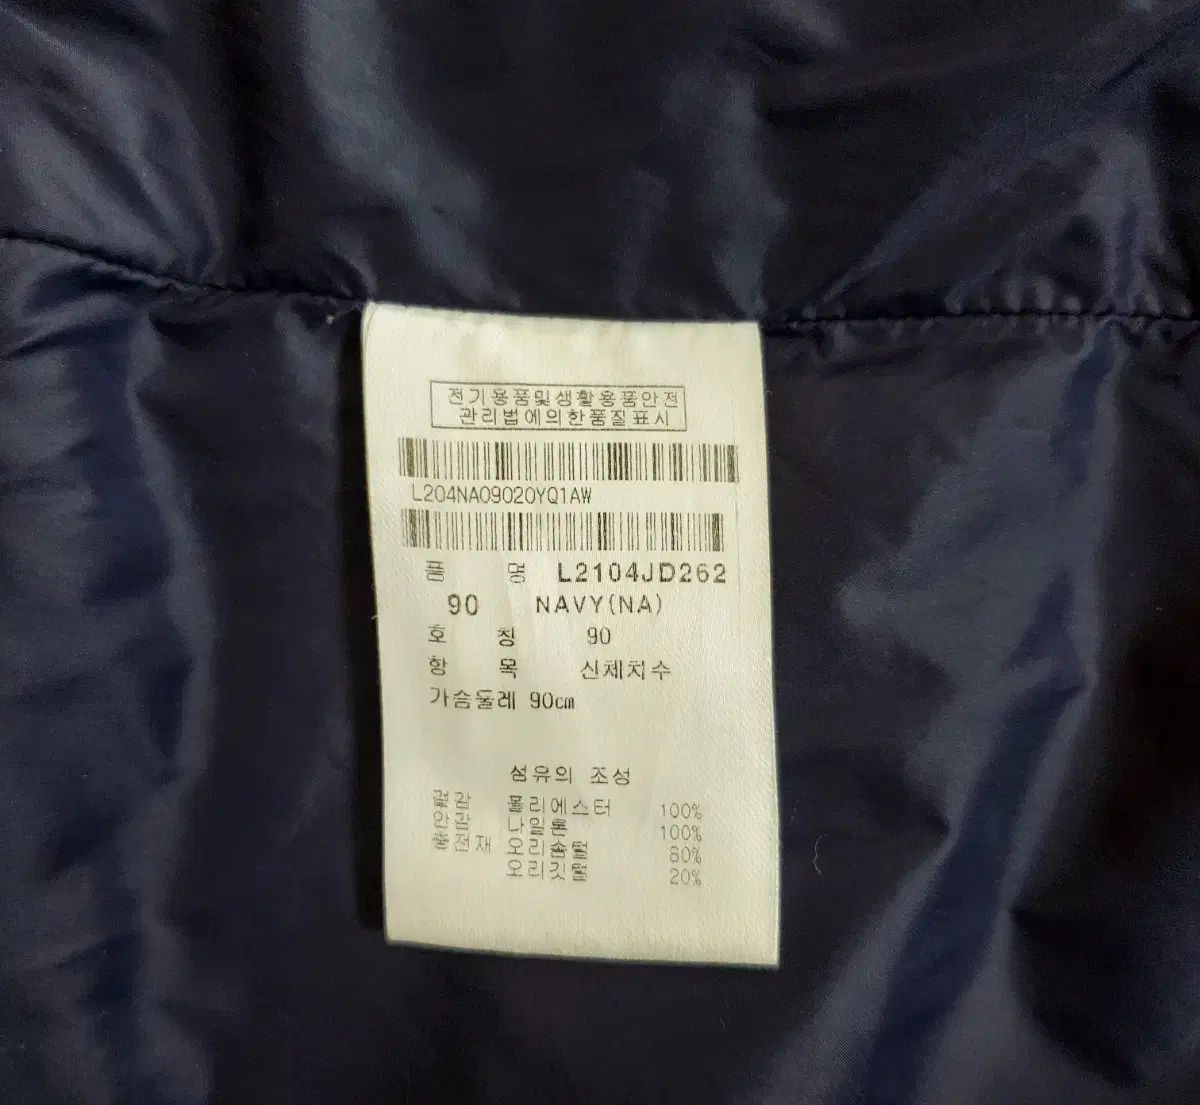 전기용품및생활용품안전
관리법에의한품질표시
L204NA09020YQ1AW
품 명 L2104JD262
90 NAVY(NA)
호 칭 90
항 목 신체치수
가슴둘레 90cm
섬유의 조성
겉감 폴리에스터 100%
안감 나일론 100%
충전재 오리솜털 80%
오리깃털 20%